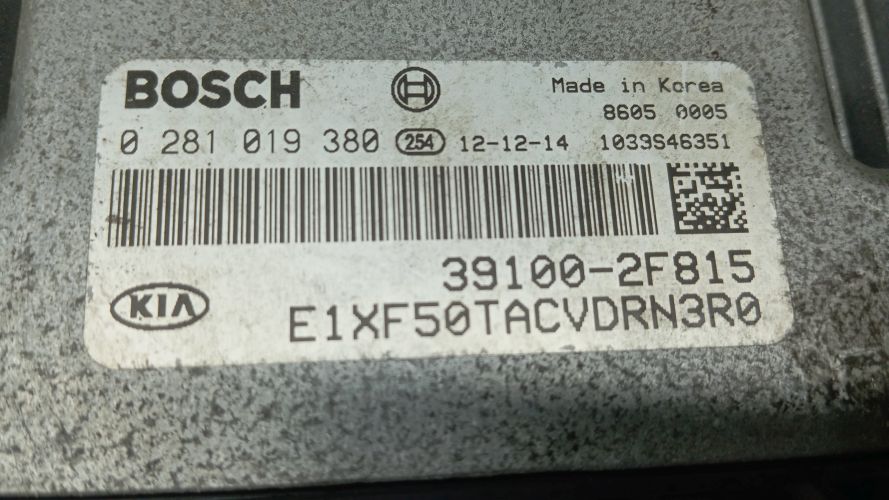 BOSCH
Made in Korea
8605 0005
0 281 019 380 254 12-12-14 1039S46351
39100-2F815
KIA
E1XF50TACVDRN3R0